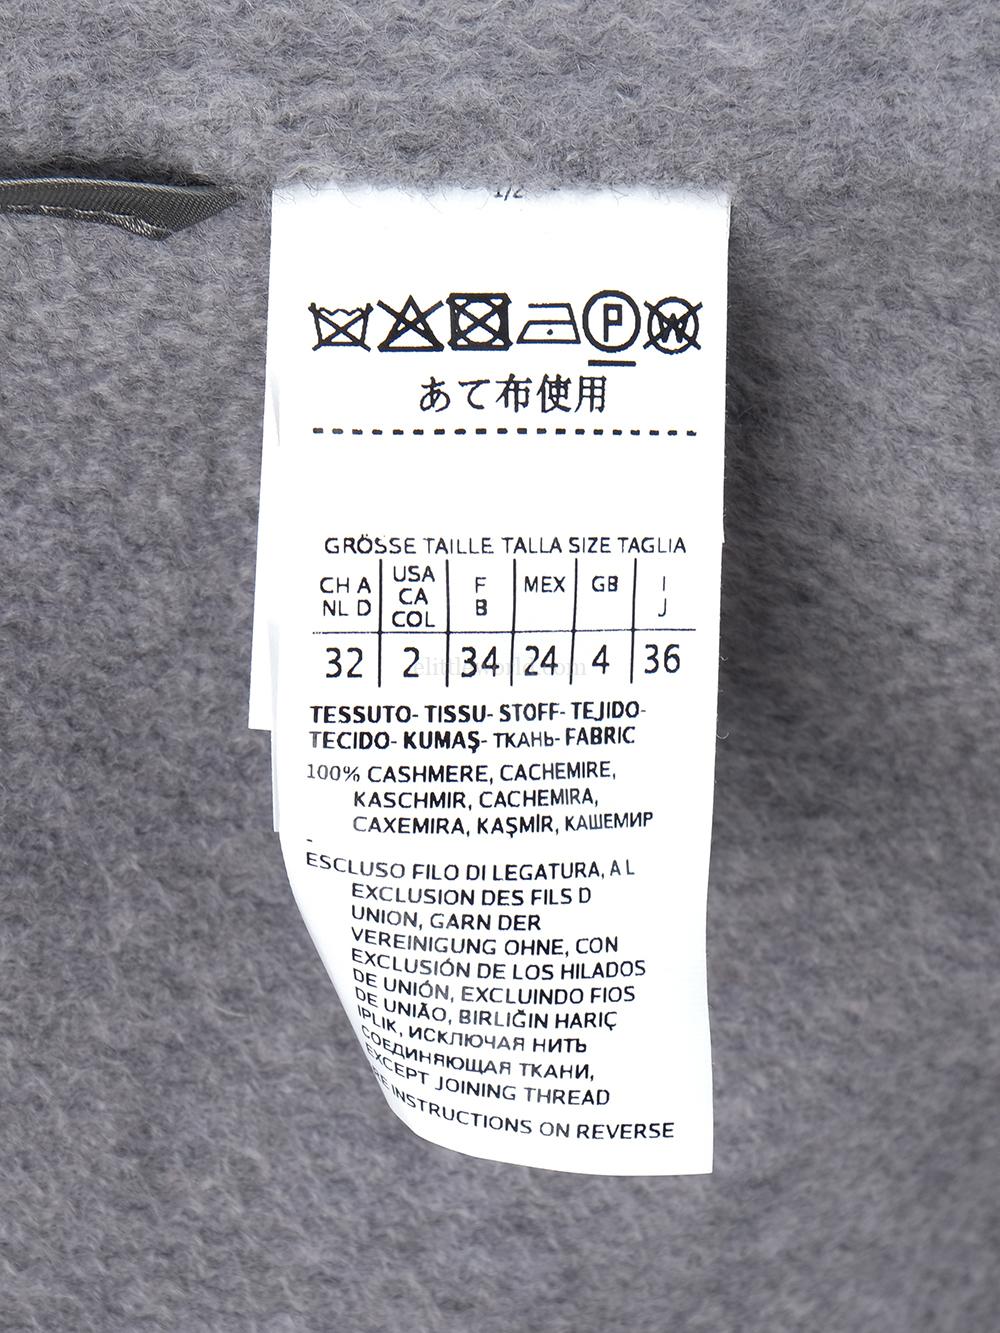 1/2
P W
あて布使用
GRÖSSE TAILLE TALLA SIZE TAGLIA
CH A NL D USA CA COL F B MEX GB I J
32 2 34 24 4 36
elittleworld.com
TESSUTO- TISSU- STOFF- TEJIDO-
TECIDO- KUMAŞ- ТКАНЬ- FABRIC
100% CASHMERE, CACHEMIRE,
KASCHMIR, CACHEMIRA,
CAXEMIRA, KAŞMİR, КАШЕМИР
-
ESCLUSO FILO DI LEGATURA, A L
EXCLUSION DES FILS D
UNION, GARN DER
VEREINIGUNG OHNE, CON
EXCLUSIÓN DE LOS HILADOS
DE UNIÓN, EXCLUINDO FIOS
DE UNIÃO, BIRLIĞIN HARIÇ
IPLIK, ИСКЛЮЧАЯ НИТЬ
СОЕДИНЯЮЩАЯ ТКАНИ,
EXCEPT JOINING THREAD
INSTRUCTIONS ON REVERSE